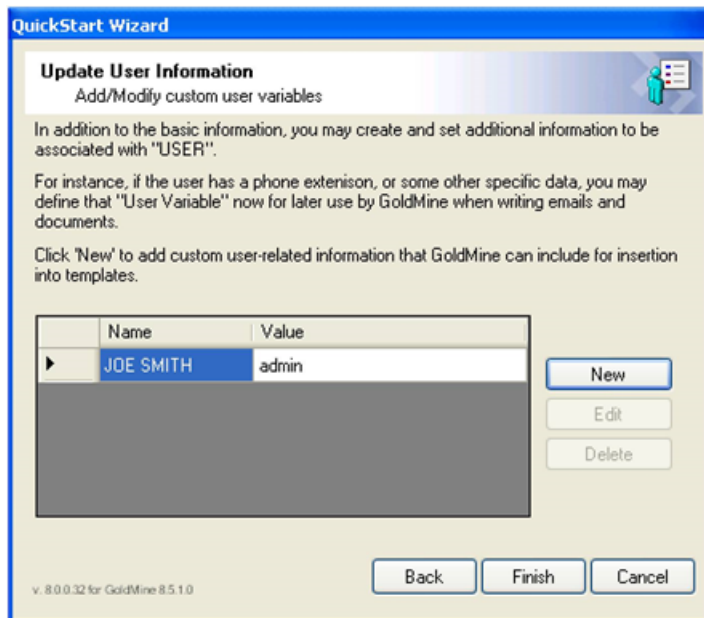 QuickStart Wizard
Update User Information
Add/Modify custom user variables
In addition to the basic information, you may create and set additional information to be
associated with "USER".
For instance, if the user has a phone extenison, or some other specific data, you may
define that "User Variable" now for later use by GoldMine when writing emails and
documents.
Click 'New' to add custom user-related information that GoldMine can include for insertion
into templates.
Name Value
JOE SMITH admin
New
Edit
Delete
v. 8.0.0.32 for GoldMine 8.5.1.0
Back Finish Cancel